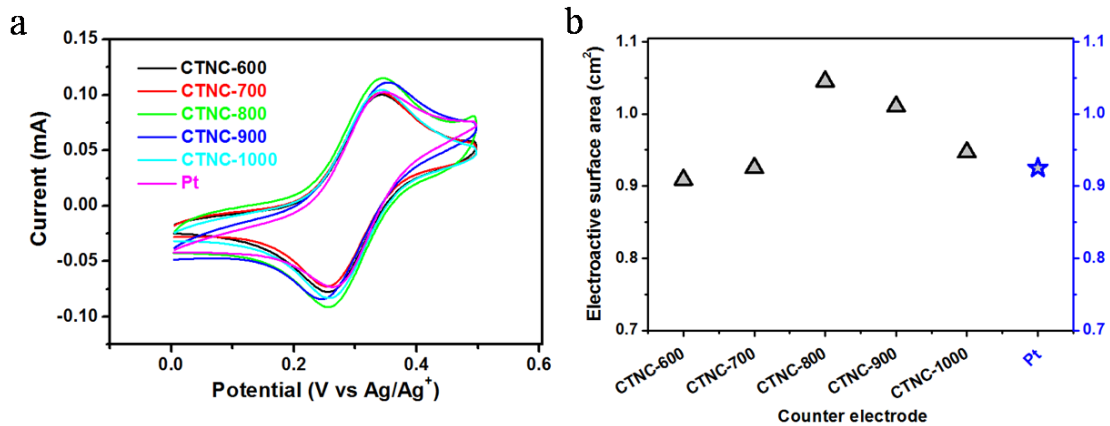 a
0.15
0.10
0.05
0.00
-0.05
-0.10
Current (mA)
CTNC-600
CTNC-700
CTNC-800
CTNC-900
CTNC-1000
Pt
0.0 0.2 0.4 0.6
Potential (V vs Ag/Ag⁺)
b
1.1
1.0
0.9
0.8
0.7
Electroactive surface area (cm²)
1.1
1.0
0.9
0.8
0.7
CTNC-600
CTNC-700
CTNC-800
CTNC-900
CTNC-1000
Pt
Counter electrode